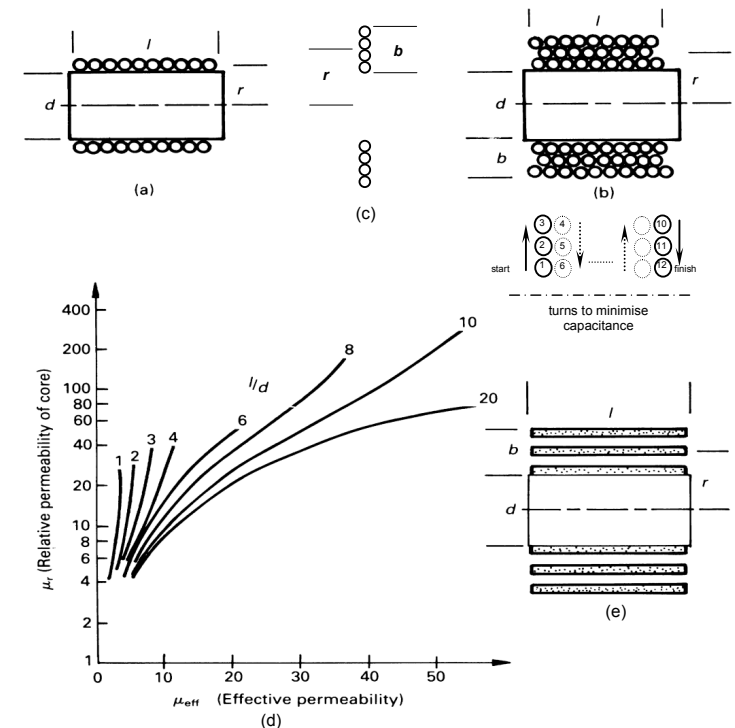 l
d
r
(a)
r
b
(c)
l
d
r
b
(b)
3 4 10
2 5 11
start 1 6 12 finish
turns to minimise
capacitance
μr (Relative permeability of core)
400
200
100
80
60
40
20
10
8
6
4
2
1
l/d
1 2 3 4 6 8 10 20
0 10 20 30 40 50
μeff (Effective permeability)
(d)
l
b
d
r
(e)